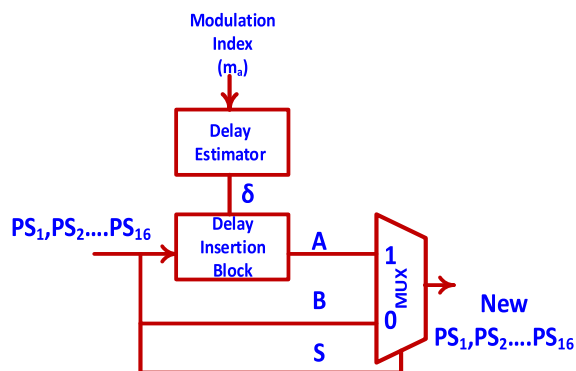 Modulation
Index
(mₐ)
Delay
Estimator
δ
PS₁,PS₂....PS₁₆
Delay
Insertion
Block
A
1
MUX
B
0
New
PS₁,PS₂....PS₁₆
S